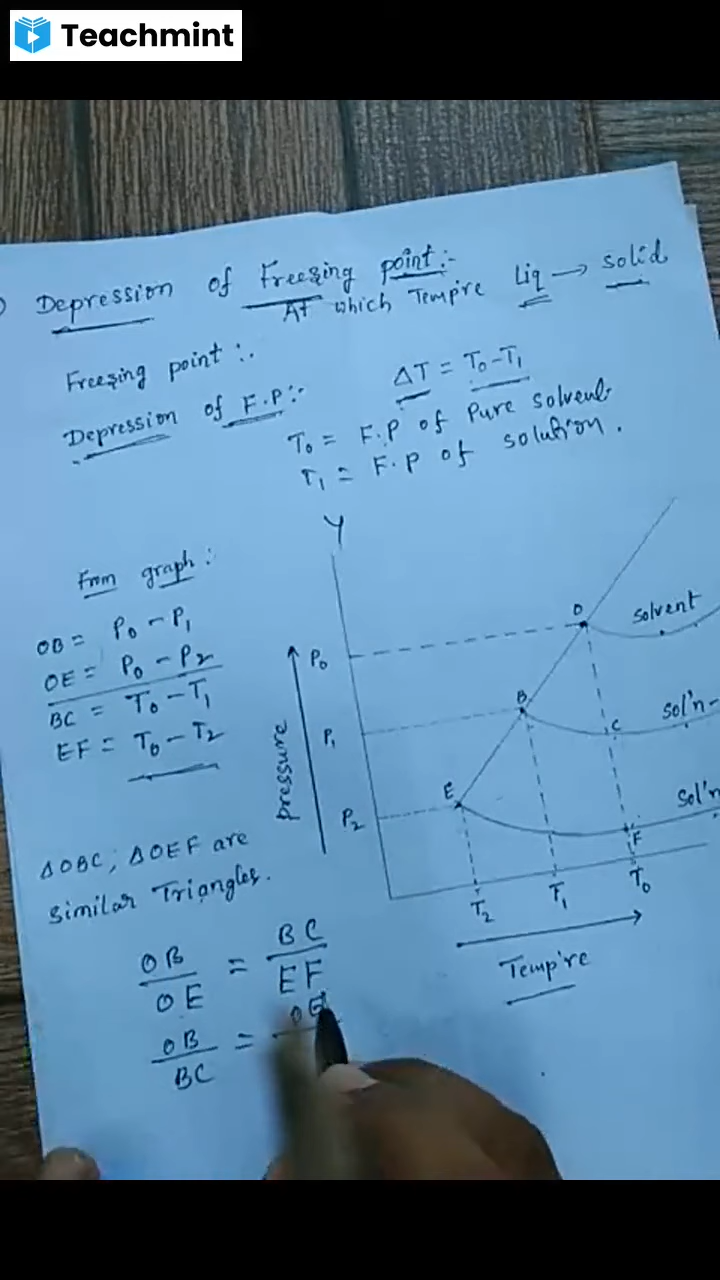 Teachmint
Depression of Freezing point:-
At which Temp're Liq → solid
Freezing point :.
Depression of F.P:.
ΔT = T₀-T₁
T₀ = F.P of Pure solvent
T₁ = F.P of solution.
From graph:
OB = P₀ - P₁
OE = P₀ - P₂
BC = T₀ - T₁
EF = T₀ - T₂
ΔOBC, ΔOEF are
similar Triangles.
OB/OE = BC/EF
OB/BC =
Y
pressure
P₀
P₁
P₂
O
B
C
E
F
solvent
sol'n
sol'n
T₂
T₁
T₀
Temp're